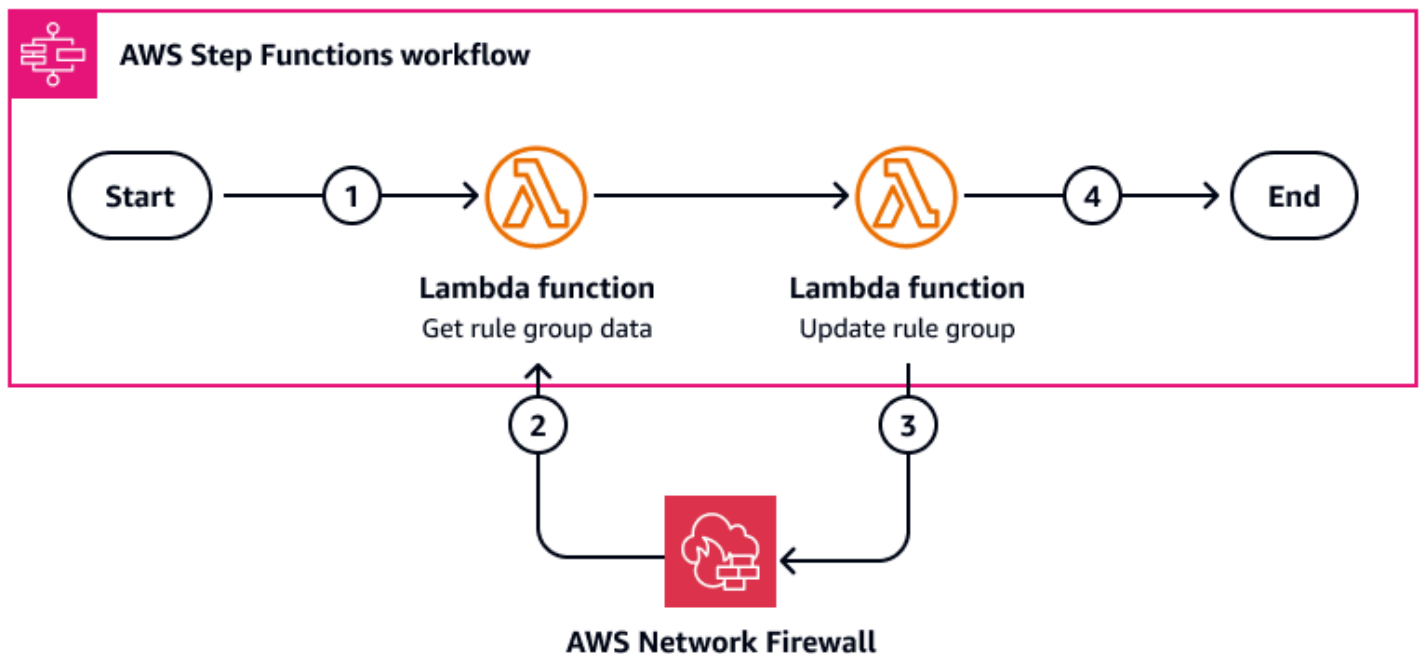 AWS Step Functions workflow
Start
1
4
End
Lambda function
Get rule group data
Lambda function
Update rule group
2
3
AWS Network Firewall